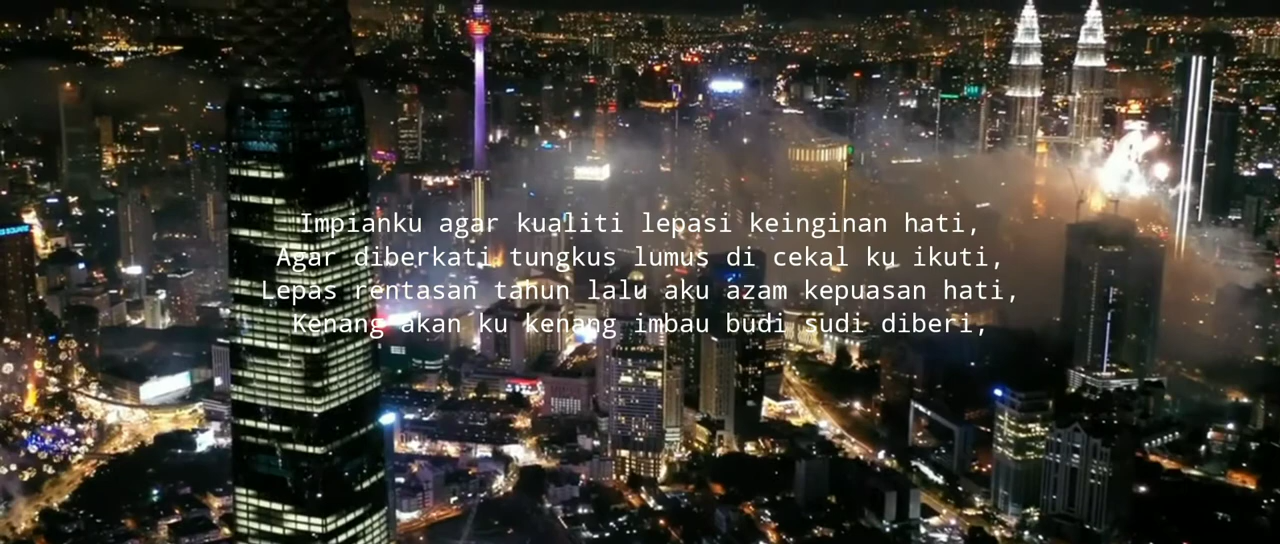 Impianku agar kualiti lepasi keinginan hati,
Agar diberkati tungkus lumus di cekal ku ikuti,
Lepas rentasan tahun lalu aku azam kepuasan hati,
Kenang akan ku kenang imbau budi sudi diberi,